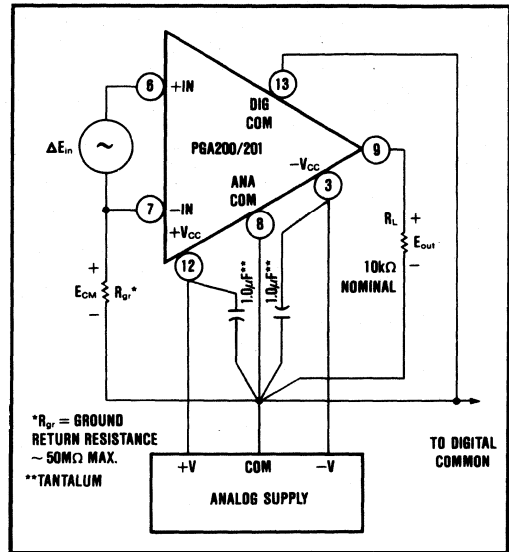 13
6
+IN
DIG
COM
ΔEin
PGA200/201
9
−VCC
3
ANA
COM
7
−IN
+VCC
8
12
RL
+
Eout
−
10kΩ
NOMINAL
+
ECM
Rgr*
−
1.0μF**
1.0μF**
*Rgr = GROUND
RETURN RESISTANCE
~ 50MΩ MAX.
**TANTALUM
TO DIGITAL
COMMON
+V
COM
−V
ANALOG SUPPLY